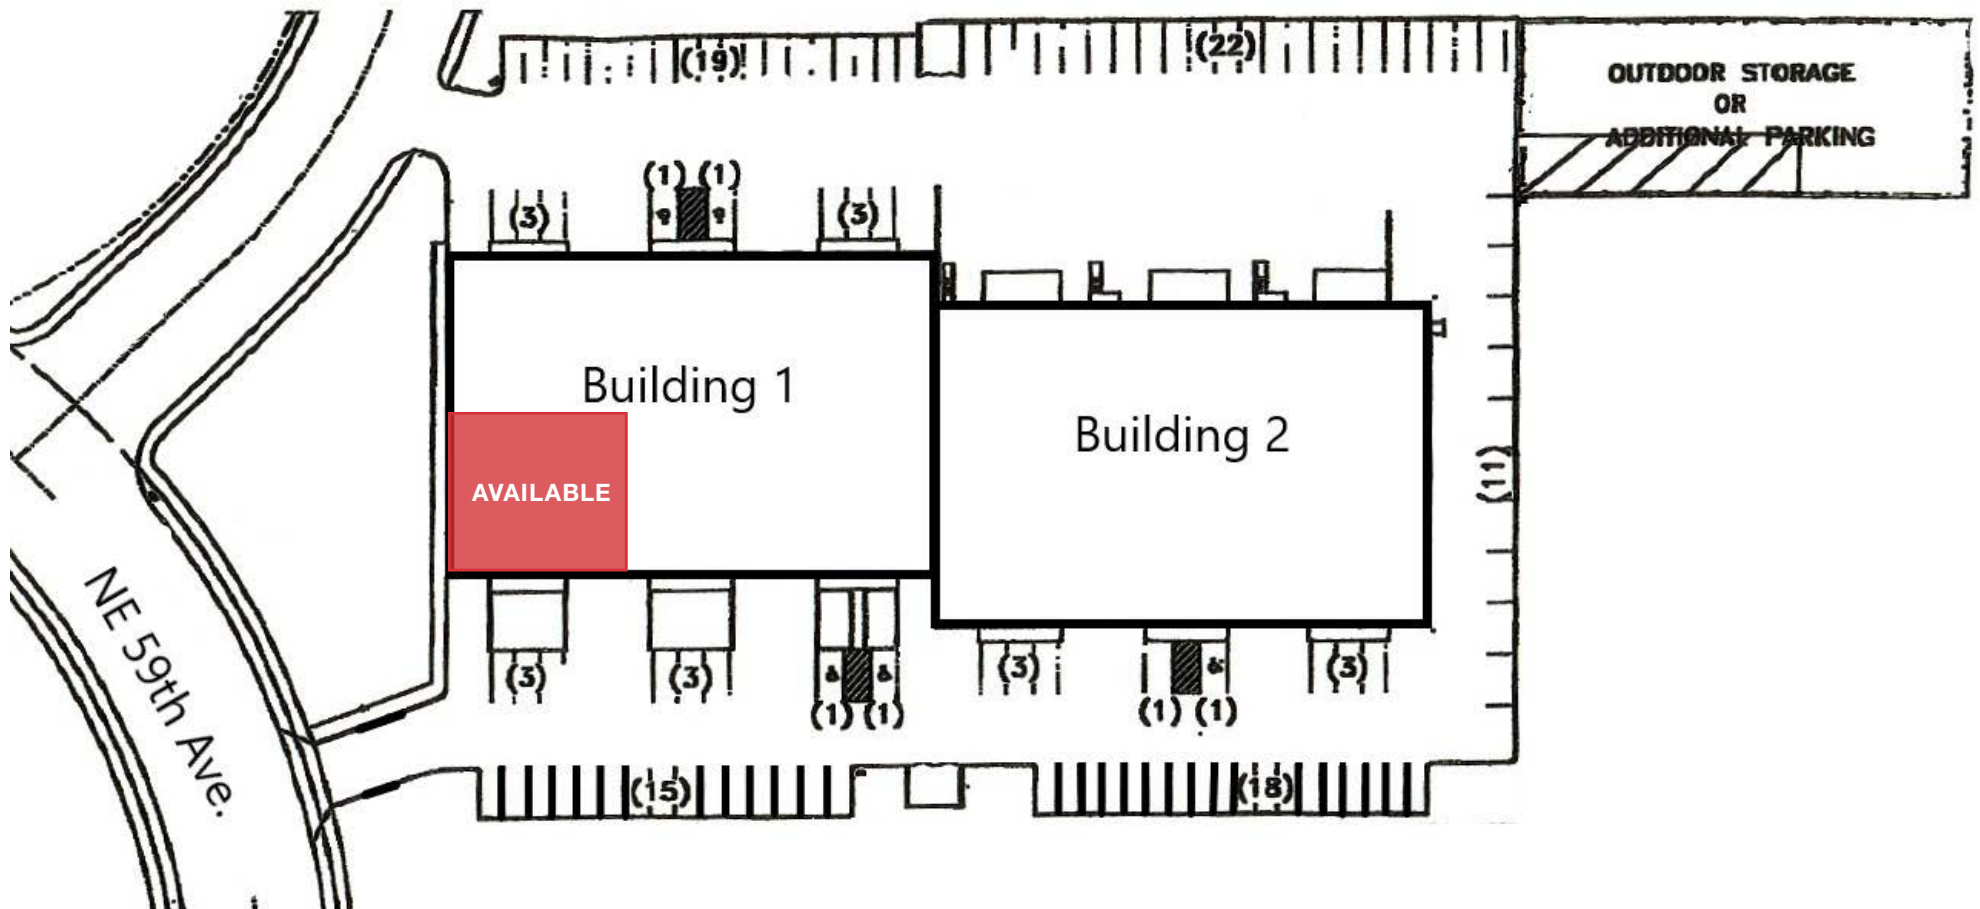 (19)
(22)
OUTDOOR STORAGE
OR
ADDITIONAL PARKING
(1) (1)
(3)
(3)
Building 1
Building 2
AVAILABLE
(11)
NE 59th Ave.
(3)
(3)
(1) (1)
(3)
&
(3)
(1) (1)
(15)
(18)